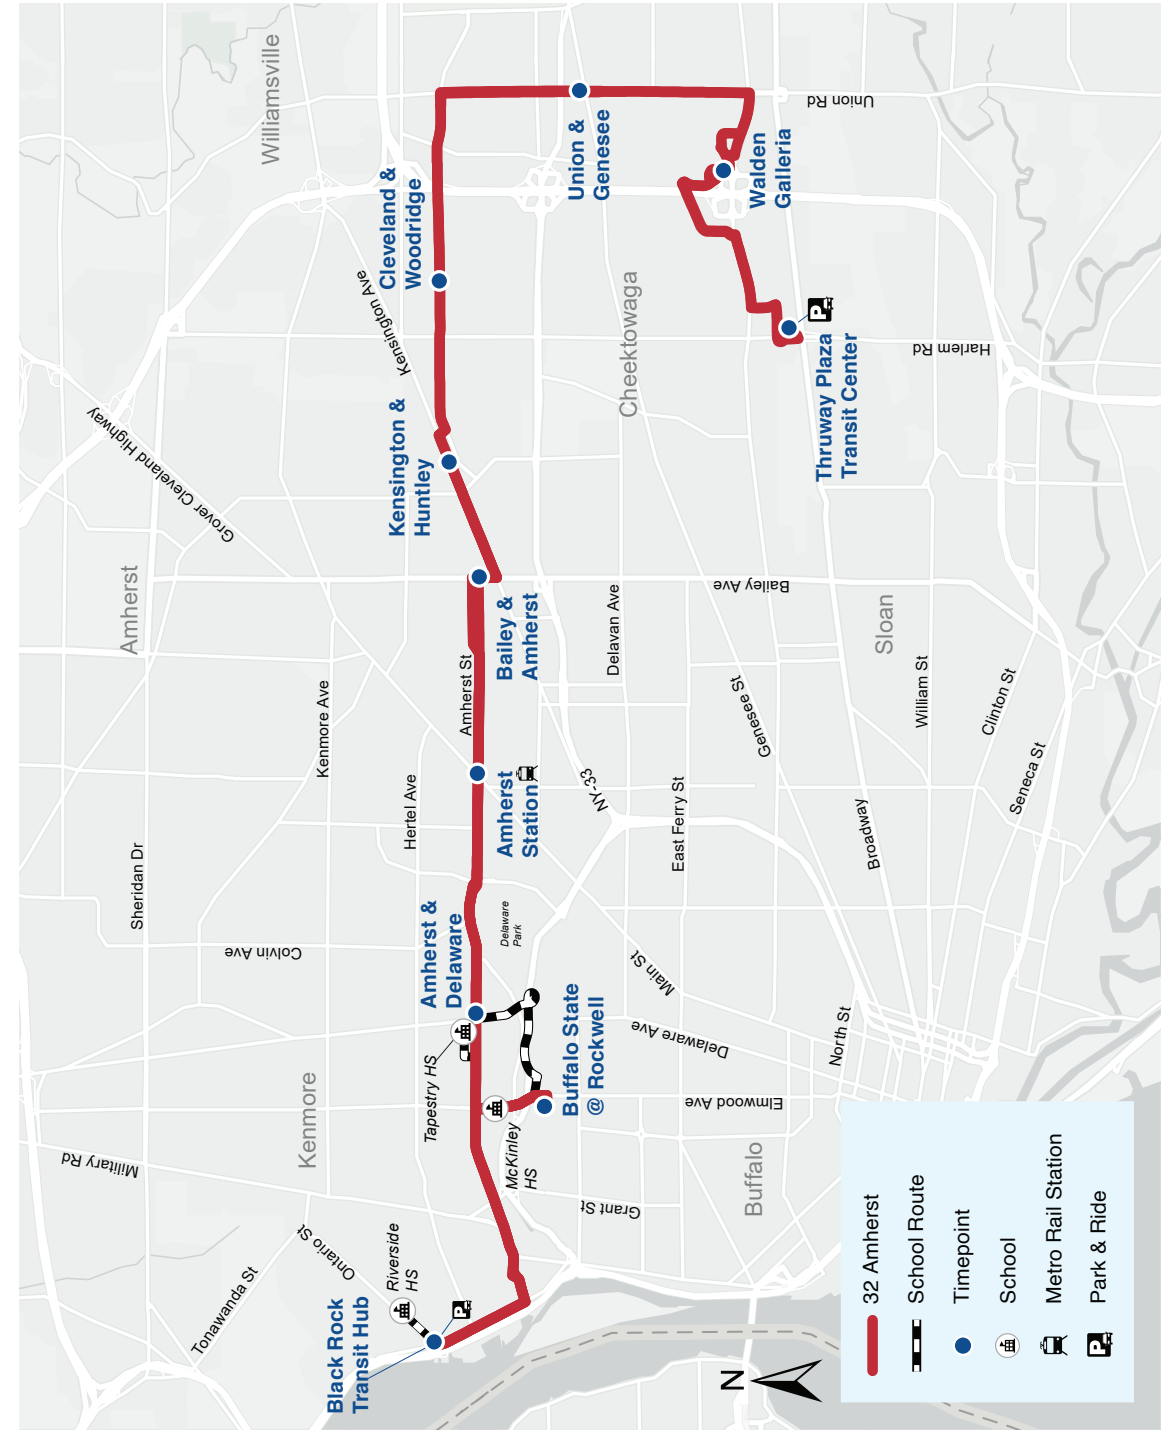 Williamsville
Union Rd
Union &
Genesee
Walden
Galleria
Cleveland &
Woodridge
Kensington Ave
Cheektowaga
Harlem Rd
Thruway Plaza
Transit Center
Kensington &
Huntley
Grover Cleveland Highway
Amherst
Bailey Ave
Bailey &
Amherst
Delavan Ave
Sloan
Amherst St
Kenmore Ave
Genesee St
William St
Clinton St
Seneca St
Amherst
Station
NY-33
Hertel Ave
East Ferry St
Broadway
Sheridan Dr
Colvin Ave
Amherst &
Delaware
Delaware
Park
Main St
Buffalo State
@ Rockwell
Delaware Ave
North St
Tapestry HS
Kenmore
Elmwood Ave
McKinley
HS
Military Rd
Buffalo
Grant St
Ontario St
Riverside
HS
Tonawanda St
Black Rock
Transit Hub
N
32 Amherst
School Route
Timepoint
School
Metro Rail Station
Park & Ride
P
P
P